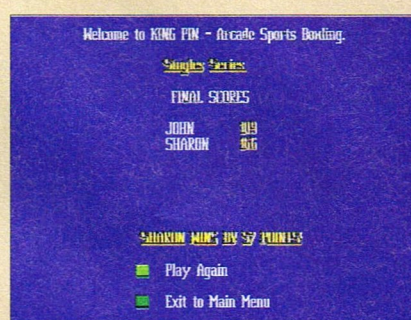 Welcome to KING PIN - Arcade Sports Bowling.
Singles Series
FINAL SCORES
JOHN 109
SHARON 166
SHARON WINS BY 57 POINTS!
Play Again
Exit to Main Menu